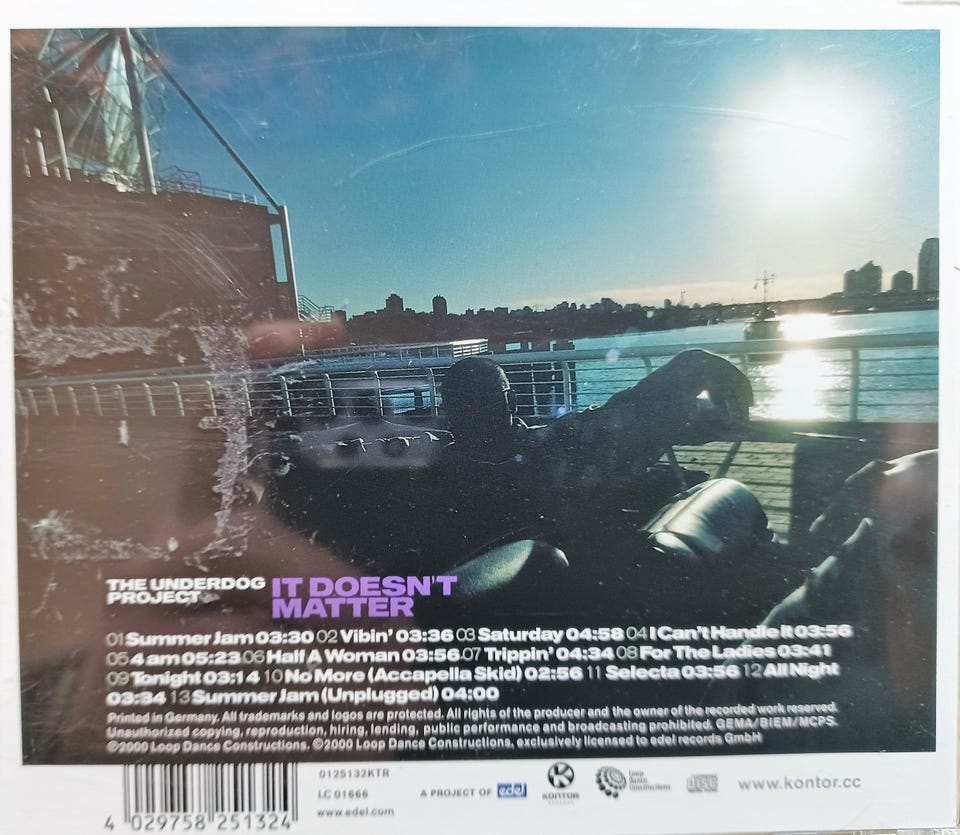 THE UNDERDOG
PROJECT
IT DOESN'T
MATTER
01 Summer Jam 03:30 02 Vibin' 03:36 03 Saturday 04:58 04 I Can't Handle It 03:56
05 4 am 05:23 06 Half A Woman 03:56 07 Trippin' 04:34 08 For The Ladies 03:41
09 Tonight 03:14 10 No More (Accapella Skid) 02:56 11 Selecta 03:56 12 All Night
03:34 13 Summer Jam (Unplugged) 04:00
Printed in Germany. All trademarks and logos are protected. All rights of the producer and the owner of the recorded work reserved.
Unauthorized copying, reproduction, hiring, lending, public performance and broadcasting prohibited. GEMA/BIEM/MCPS.
℗2000 Loop Dance Constructions. ©2000 Loop Dance Constructions, exclusively licensed to edel records GmbH
4 029758 251324
0125132KTR
LC 01666
www.edel.com
A PROJECT OF edel
KONTOR
RECORDS
Loop
Dance
Constructions
disc
www.kontor.cc